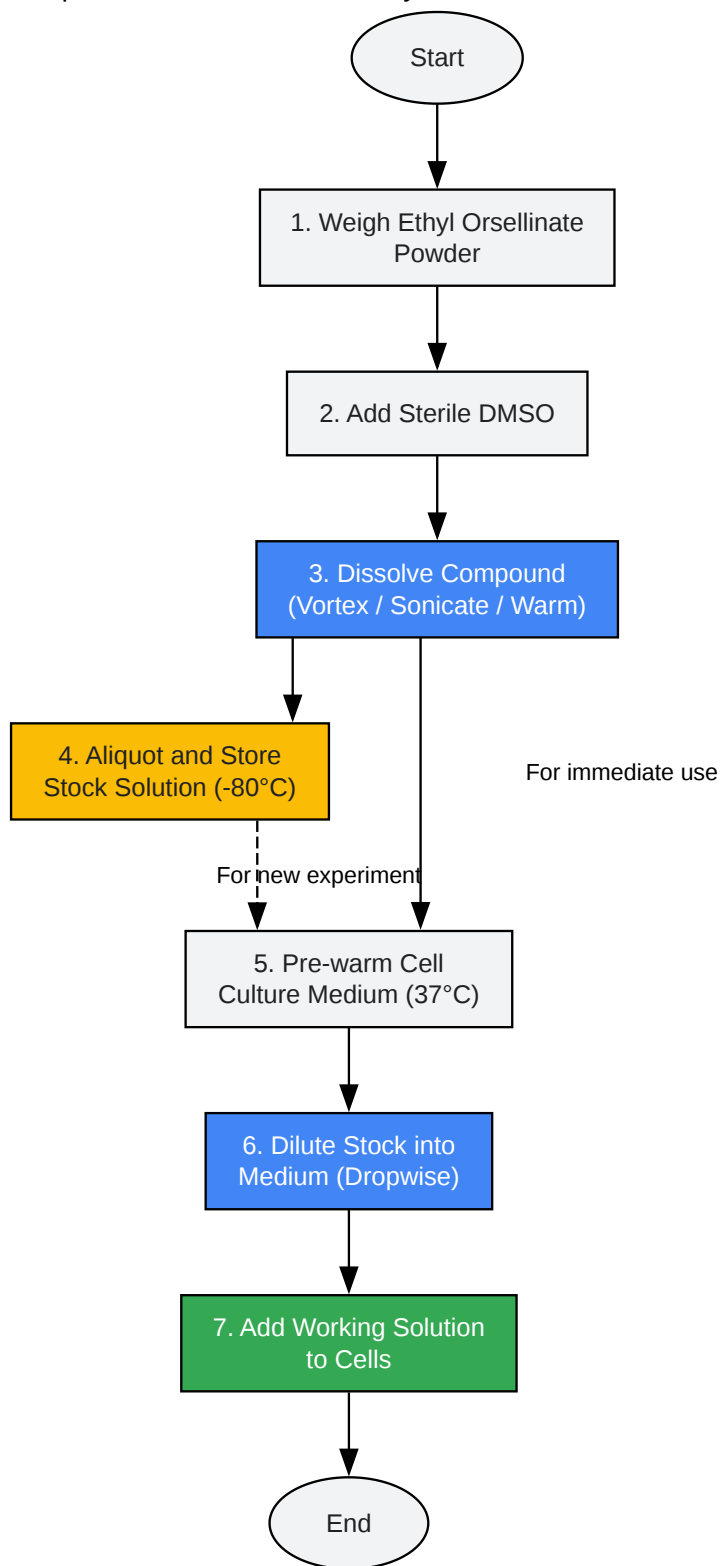 Start
1. Weigh Ethyl Orsellinate
Powder
2. Add Sterile DMSO
3. Dissolve Compound
(Vortex / Sonicate / Warm)
4. Aliquot and Store
Stock Solution (-80°C)
For immediate use
For new experiment
5. Pre-warm Cell
Culture Medium (37°C)
6. Dilute Stock into
Medium (Dropwise)
7. Add Working Solution
to Cells
End